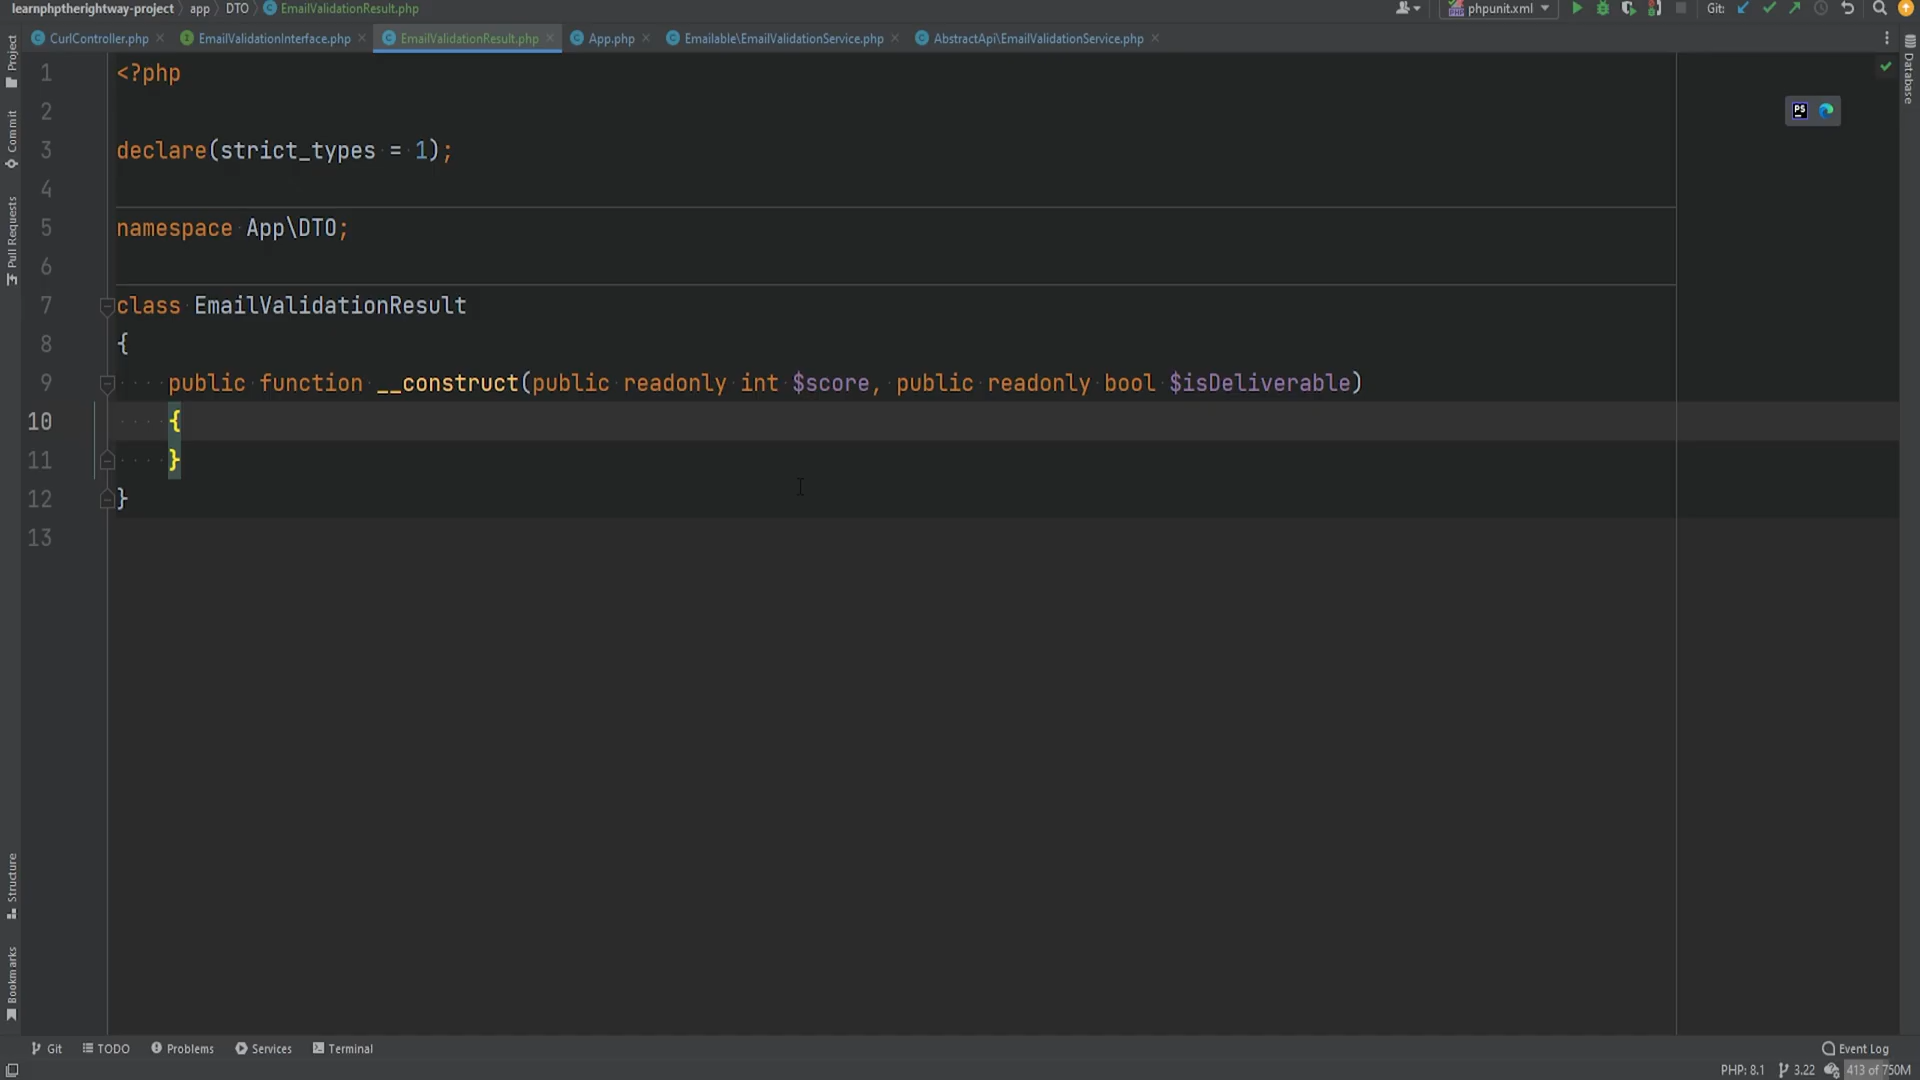 learnphptherightway-project
app
DTO
EmailValidationResult.php
phpunit.xml
Git:
CurlController.php
EmailValidationInterface.php
EmailValidationResult.php
App.php
Emailable\EmailValidationService.php
AbstractApi\EmailValidationService.php
Project
Commit
Pull Requests
Structure
Bookmarks
Database
PS
1 <?php
2
3 declare(strict_types = 1);
4
5 namespace App\DTO;
6
7 class EmailValidationResult
8 {
9 public function __construct(public readonly int $score, public readonly bool $isDeliverable)
10 {
11 }
12 }
13
Git
TODO
Problems
Services
Terminal
Event Log
PHP: 8.1
3.22
413 of 750M